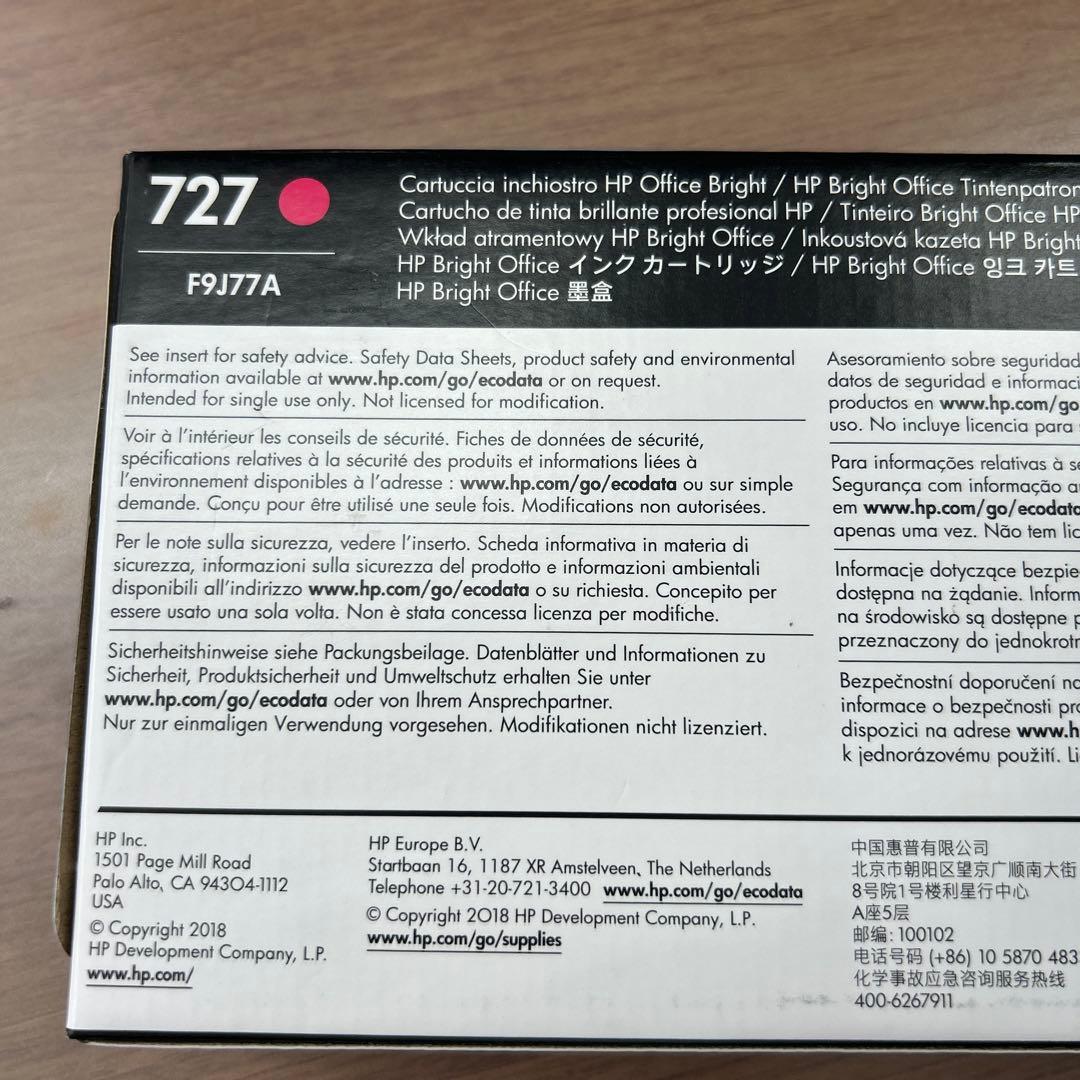 727
F9J77A
Cartuccia inchiostro HP Office Bright / HP Bright Office Tintenpatron
Cartucho de tinta brillante profesional HP / Tinteiro Bright Office HP
Wkład atramentowy HP Bright Office / Inkoustová kazeta HP Bright
HP Bright Office インク カートリッジ / HP Bright Office 잉크 카트
HP Bright Office 墨盒
See insert for safety advice. Safety Data Sheets, product safety and environmental
information available at www.hp.com/go/ecodata or on request.
Intended for single use only. Not licensed for modification.
Voir à l'intérieur les conseils de sécurité. Fiches de données de sécurité,
spécifications relatives à la sécurité des produits et informations liées à
l'environnement disponibles à l'adresse : www.hp.com/go/ecodata ou sur simple
demande. Conçu pour être utilisé une seule fois. Modifications non autorisées.
Per le note sulla sicurezza, vedere l'inserto. Scheda informativa in materia di
sicurezza, informazioni sulla sicurezza del prodotto e informazioni ambientali
disponibili all'indirizzo www.hp.com/go/ecodata o su richiesta. Concepito per
essere usato una sola volta. Non è stata concessa licenza per modifiche.
Sicherheitshinweise siehe Packungsbeilage. Datenblätter und Informationen zu
Sicherheit, Produktsicherheit und Umweltschutz erhalten Sie unter
www.hp.com/go/ecodata oder von Ihrem Ansprechpartner.
Nur zur einmaligen Verwendung vorgesehen. Modifikationen nicht lizenziert.
Asesoramiento sobre seguridad
datos de seguridad e informaci
productos en www.hp.com/go
uso. No incluye licencia para
Para informações relativas à se
Segurança com informação a
em www.hp.com/go/ecodata
apenas uma vez. Não tem lic
Informacje dotyczące bezpie
dostępna na żądanie. Inform
na środowisko są dostępne p
przeznaczony do jednokrotn
Bezpečnostní doporučení na
informace o bezpečnosti pro
dispozici na adrese www.h
k jednorázovému použití. Li
HP Inc.
1501 Page Mill Road
Palo Alto, CA 94304-1112
USA
© Copyright 2018
HP Development Company, L.P.
www.hp.com/
HP Europe B.V.
Startbaan 16, 1187 XR Amstelveen, The Netherlands
Telephone +31-20-721-3400 www.hp.com/go/ecodata
© Copyright 2018 HP Development Company, L.P.
www.hp.com/go/supplies
中国惠普有限公司
北京市朝阳区望京广顺南大街
8号院1号楼利星行中心
A座5层
邮编: 100102
电话号码 (+86) 10 5870 483
化学事故应急咨询服务热线
400-6267911